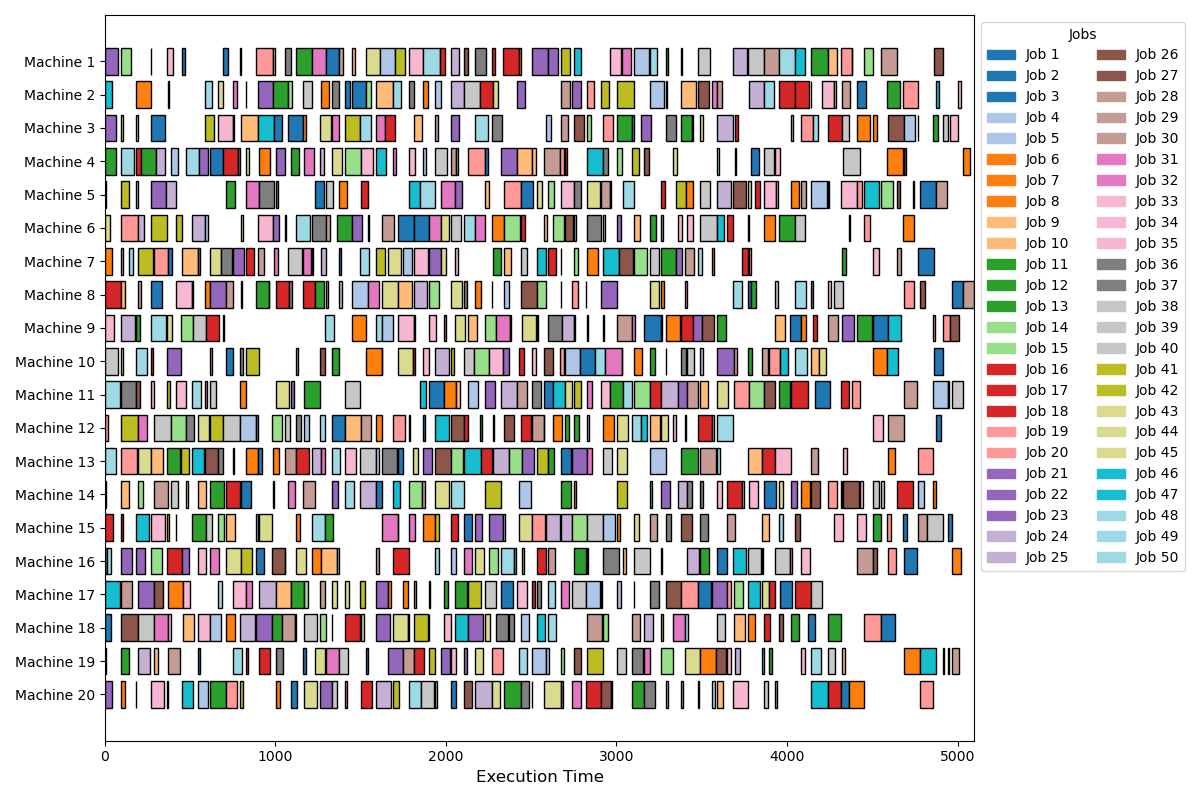 Machine 1
Machine 2
Machine 3
Machine 4
Machine 5
Machine 6
Machine 7
Machine 8
Machine 9
Machine 10
Machine 11
Machine 12
Machine 13
Machine 14
Machine 15
Machine 16
Machine 17
Machine 18
Machine 19
Machine 20
0 1000 2000 3000 4000 5000
Execution Time
Jobs
Job 1 Job 26
Job 2 Job 27
Job 3 Job 28
Job 4 Job 29
Job 5 Job 30
Job 6 Job 31
Job 7 Job 32
Job 8 Job 33
Job 9 Job 34
Job 10 Job 35
Job 11 Job 36
Job 12 Job 37
Job 13 Job 38
Job 14 Job 39
Job 15 Job 40
Job 16 Job 41
Job 17 Job 42
Job 18 Job 43
Job 19 Job 44
Job 20 Job 45
Job 21 Job 46
Job 22 Job 47
Job 23 Job 48
Job 24 Job 49
Job 25 Job 50